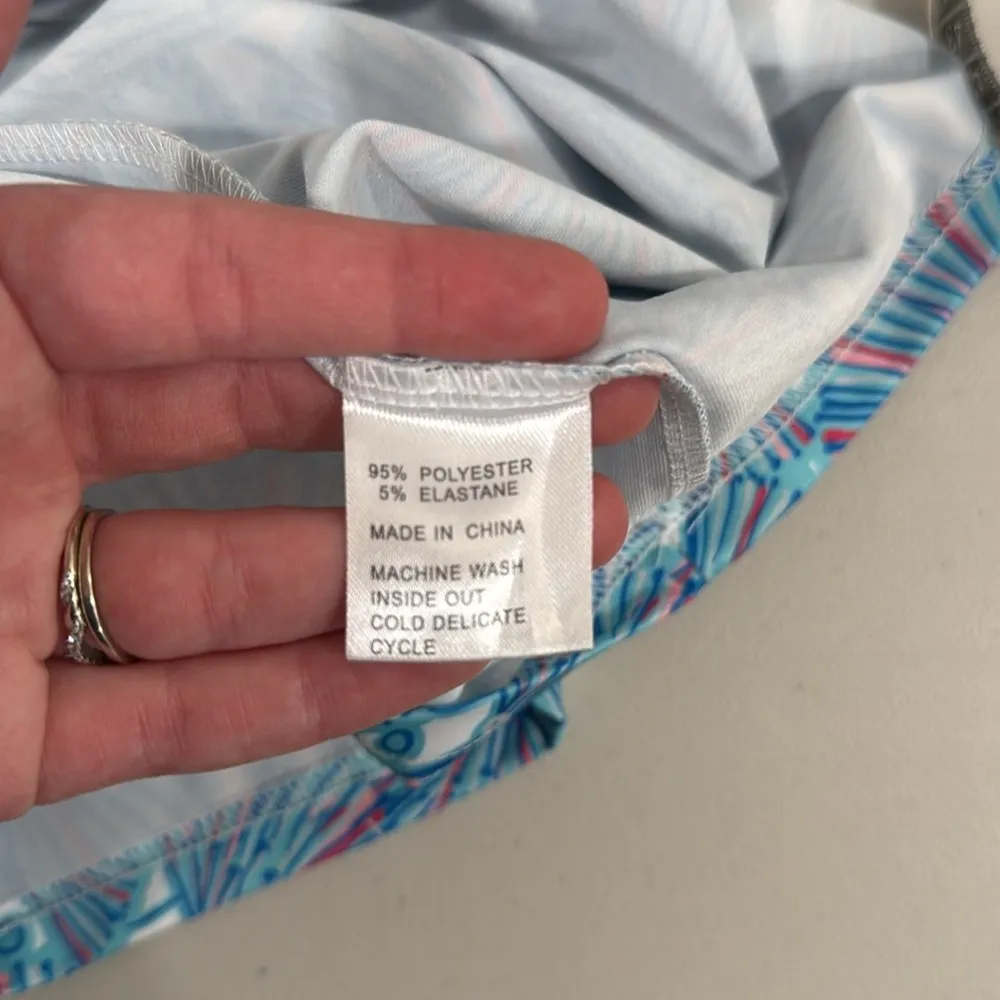 95% POLYESTER
5% ELASTANE
MADE IN CHINA
MACHINE WASH
INSIDE OUT
COLD DELICATE
CYCLE